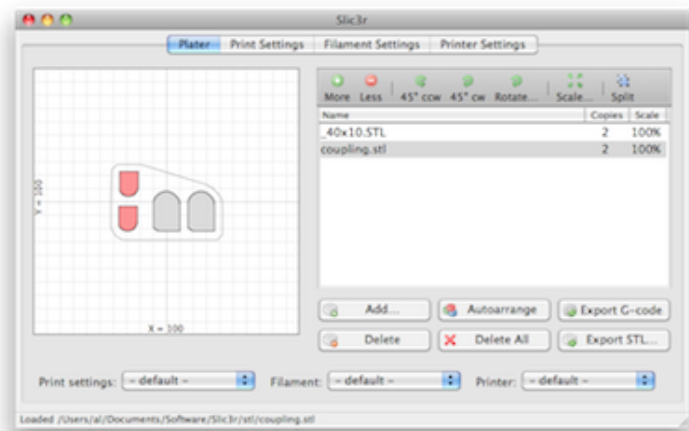 Slic3r
Plater Print Settings Filament Settings Printer Settings
More Less 45° ccw 45° cw Rotate... Scale... Split
Name Copies Scale
_40x10.STL 2 100%
coupling.stl 2 100%
Y = 100
X = 100
Add... Autoarrange Export G-code
Delete Delete All Export STL...
Print settings: - default - Filament: - default - Printer: - default -
Loaded /Users/al/Documents/Software/Slic3r/stl/coupling.stl